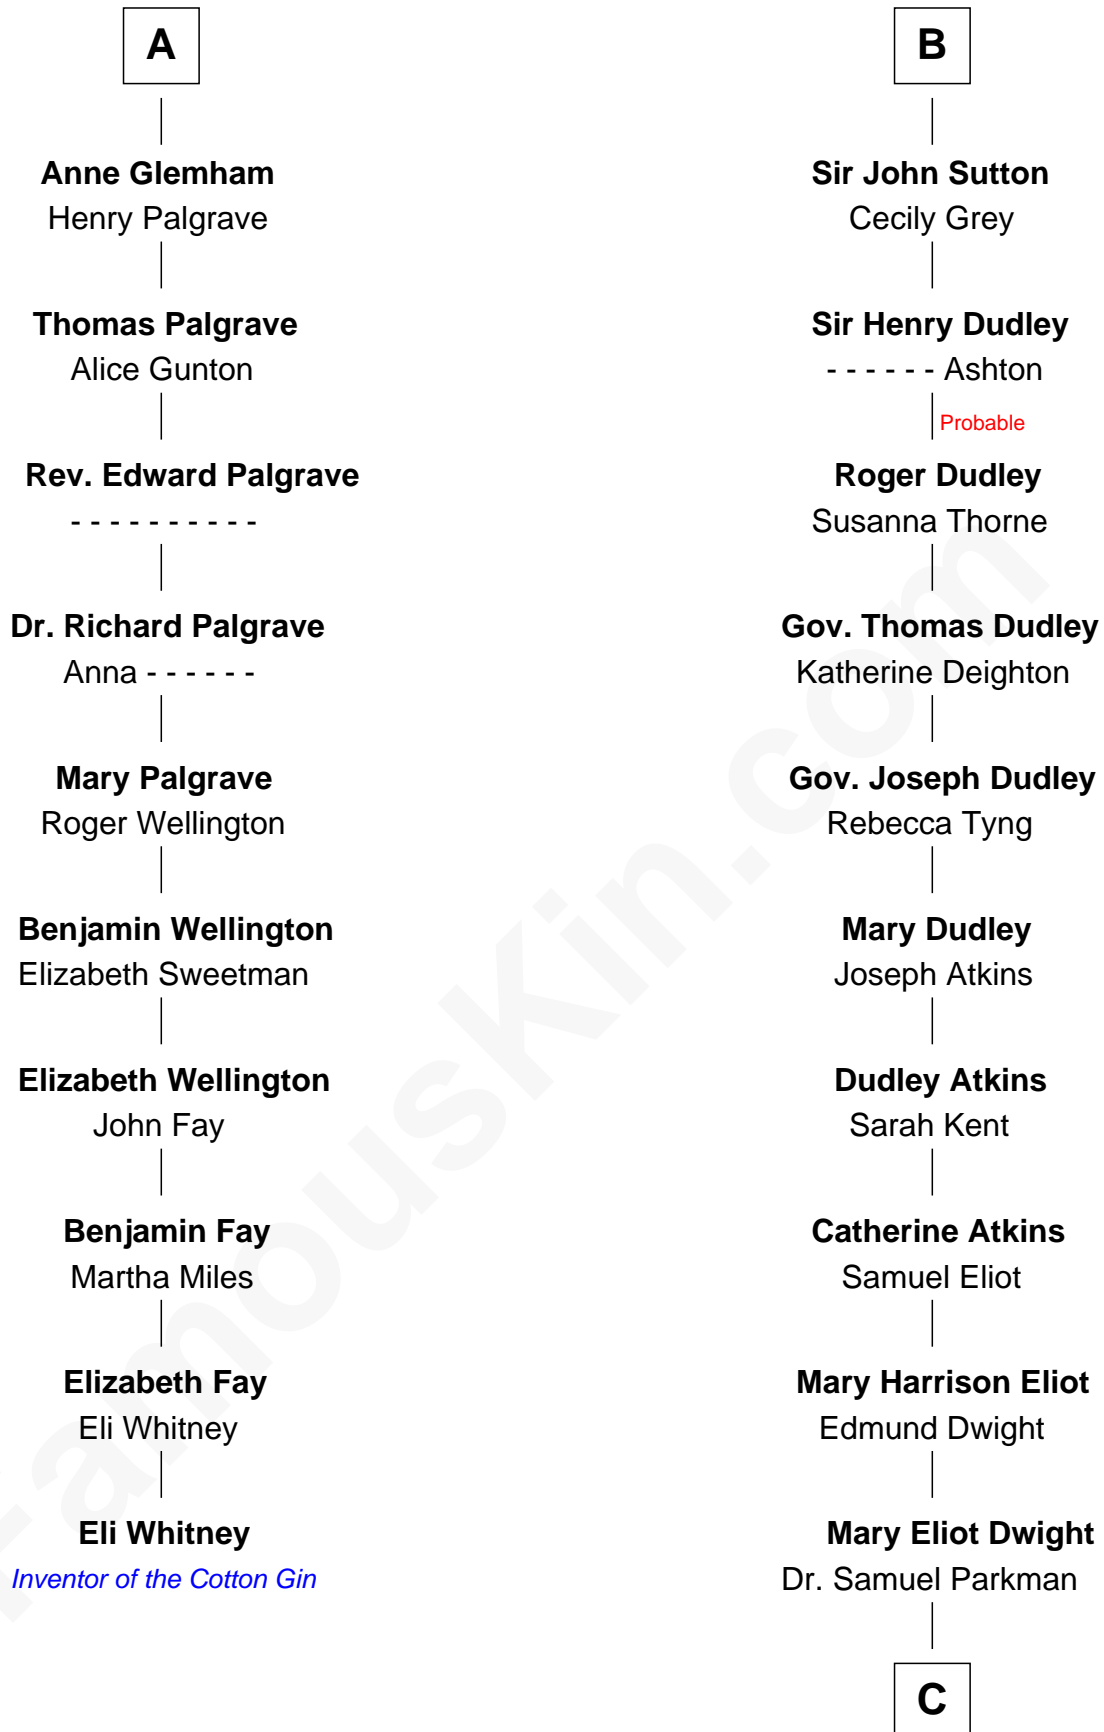 A
Anne Glemham
Henry Palgrave
Thomas Palgrave
Alice Gunton
Rev. Edward Palgrave
- - - - - - - - - -
Dr. Richard Palgrave
Anna - - - - - -
Mary Palgrave
Roger Wellington
Benjamin Wellington
Elizabeth Sweetman
Elizabeth Wellington
John Fay
Benjamin Fay
Martha Miles
Elizabeth Fay
Eli Whitney
Eli Whitney
Inventor of the Cotton Gin
B
Sir John Sutton
Cecily Grey
Sir Henry Dudley
- - - - - - Ashton
Probable
Roger Dudley
Susanna Thorne
Gov. Thomas Dudley
Katherine Deighton
Gov. Joseph Dudley
Rebecca Tyng
Mary Dudley
Joseph Atkins
Dudley Atkins
Sarah Kent
Catherine Atkins
Samuel Eliot
Mary Harrison Eliot
Edmund Dwight
Mary Eliot Dwight
Dr. Samuel Parkman
C
FamousKin.com